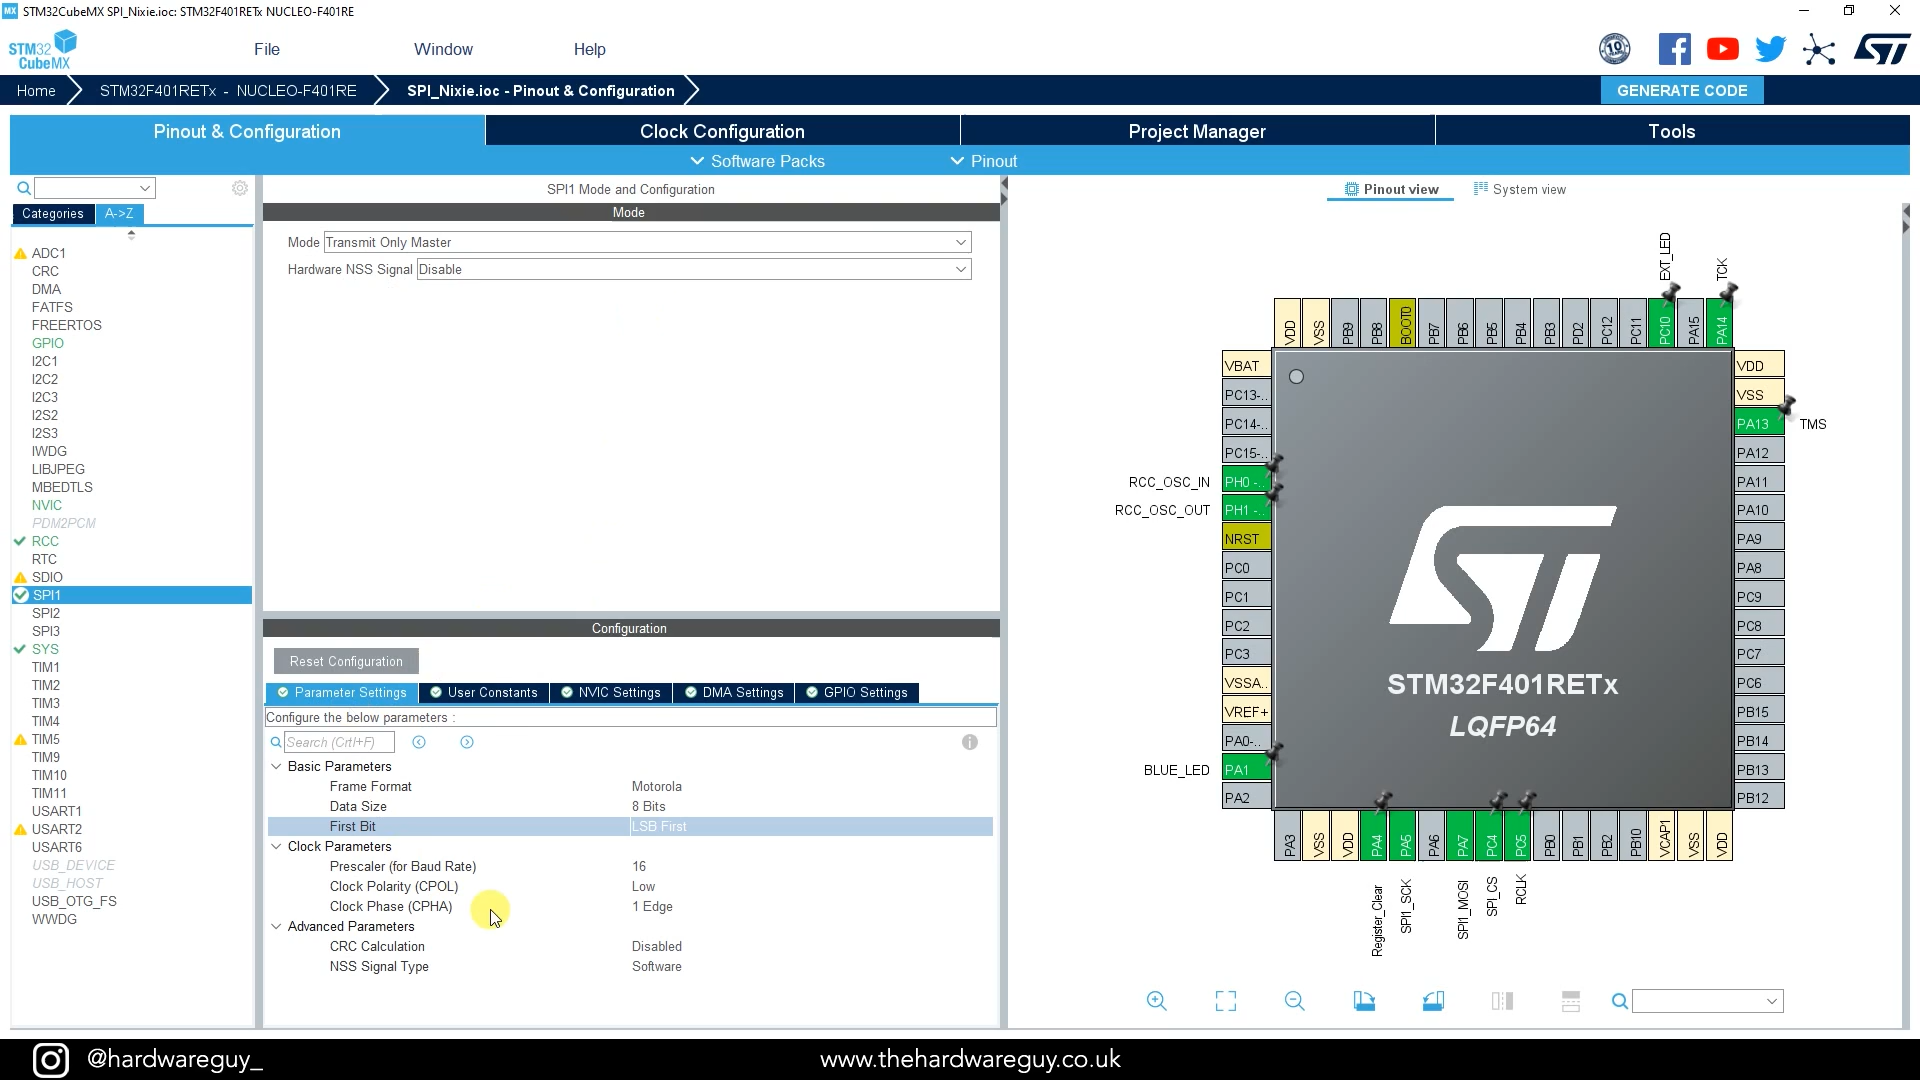 MX STM32CubeMX SPI_Nixie.ioc: STM32F401RETx NUCLEO-F401RE
STM32
CubeMX
File
Window
Help
10
ST
Home
STM32F401RETx - NUCLEO-F401RE
SPI_Nixie.ioc - Pinout & Configuration
GENERATE CODE
Pinout & Configuration
Clock Configuration
Project Manager
Tools
Software Packs
Pinout
Categories
A->Z
ADC1
CRC
DMA
FATFS
FREERTOS
GPIO
I2C1
I2C2
I2C3
I2S2
I2S3
IWDG
LIBJPEG
MBEDTLS
NVIC
PDM2PCM
RCC
RTC
SDIO
SPI1
SPI2
SPI3
SYS
TIM1
TIM2
TIM3
TIM4
TIM5
TIM9
TIM10
TIM11
USART1
USART2
USART6
USB_DEVICE
USB_HOST
USB_OTG_FS
WWDG
SPI1 Mode and Configuration
Mode
Mode Transmit Only Master
Hardware NSS Signal Disable
Configuration
Reset Configuration
Parameter Settings
User Constants
NVIC Settings
DMA Settings
GPIO Settings
Configure the below parameters :
Search (Crtl+F)
Basic Parameters
Frame Format Motorola
Data Size 8 Bits
First Bit LSB First
Clock Parameters
Prescaler (for Baud Rate) 16
Clock Polarity (CPOL) Low
Clock Phase (CPHA) 1 Edge
Advanced Parameters
CRC Calculation Disabled
NSS Signal Type Software
Pinout view
System view
EXT_LED
TCK
VDD
VSS
PB9
PB8
BOOT0
PB7
PB6
PB5
PB4
PB3
PD2
PC12
PC11
PC10
PA15
PA14
VBAT
PC13-..
PC14-..
PC15-..
RCC_OSC_IN PH0 -..
RCC_OSC_OUT PH1 -..
NRST
PC0
PC1
PC2
PC3
VSSA..
VREF+
PA0-..
BLUE_LED PA1
PA2
ST
STM32F401RETx
LQFP64
VDD
VSS
PA13 TMS
PA12
PA11
PA10
PA9
PA8
PC9
PC8
PC7
PC6
PB15
PB14
PB13
PB12
PA3
VSS
VDD
PA4
PA5
PA6
PA7
PC4
PC5
PB0
PB1
PB2
PB10
VCAP1
VSS
VDD
Register_Clear
SPI1_SCK
SPI1_MOSI
SPI_CS
RCLK
@hardwareguy_
www.thehardwareguy.co.uk